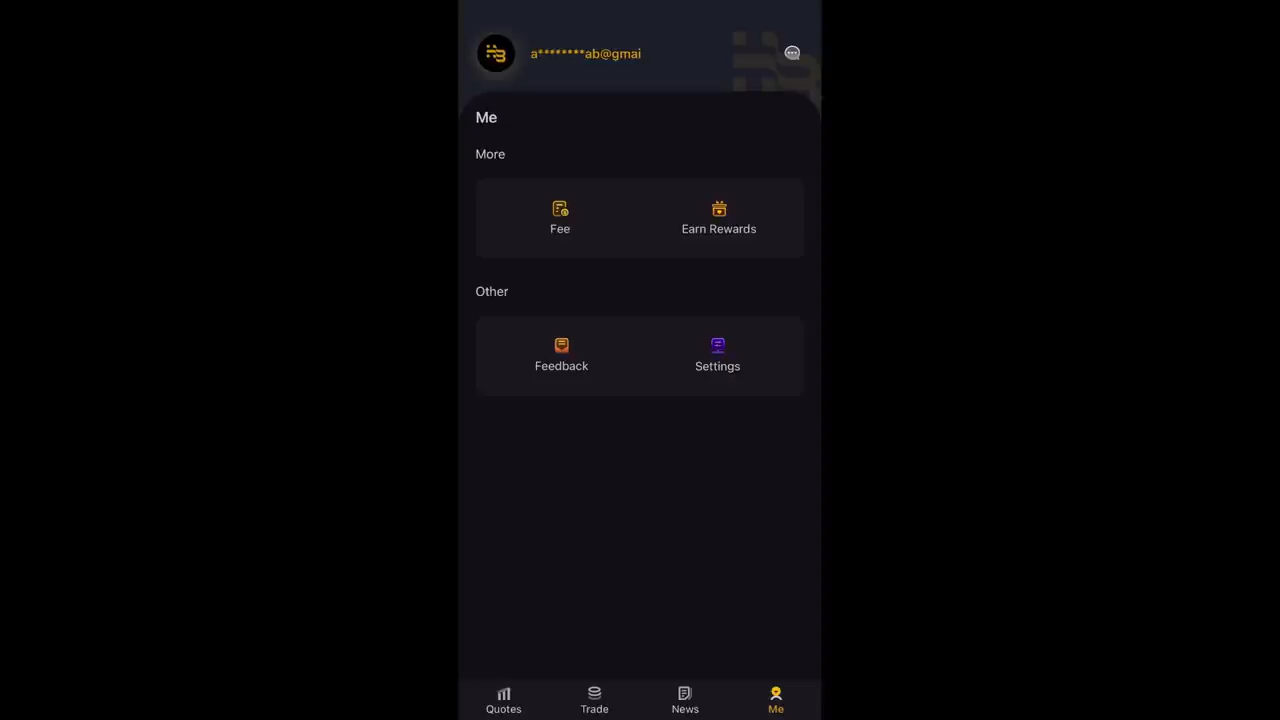 a********ab@gmai
Me
More
Fee
Earn Rewards
Other
Feedback
Settings
Quotes
Trade
News
Me